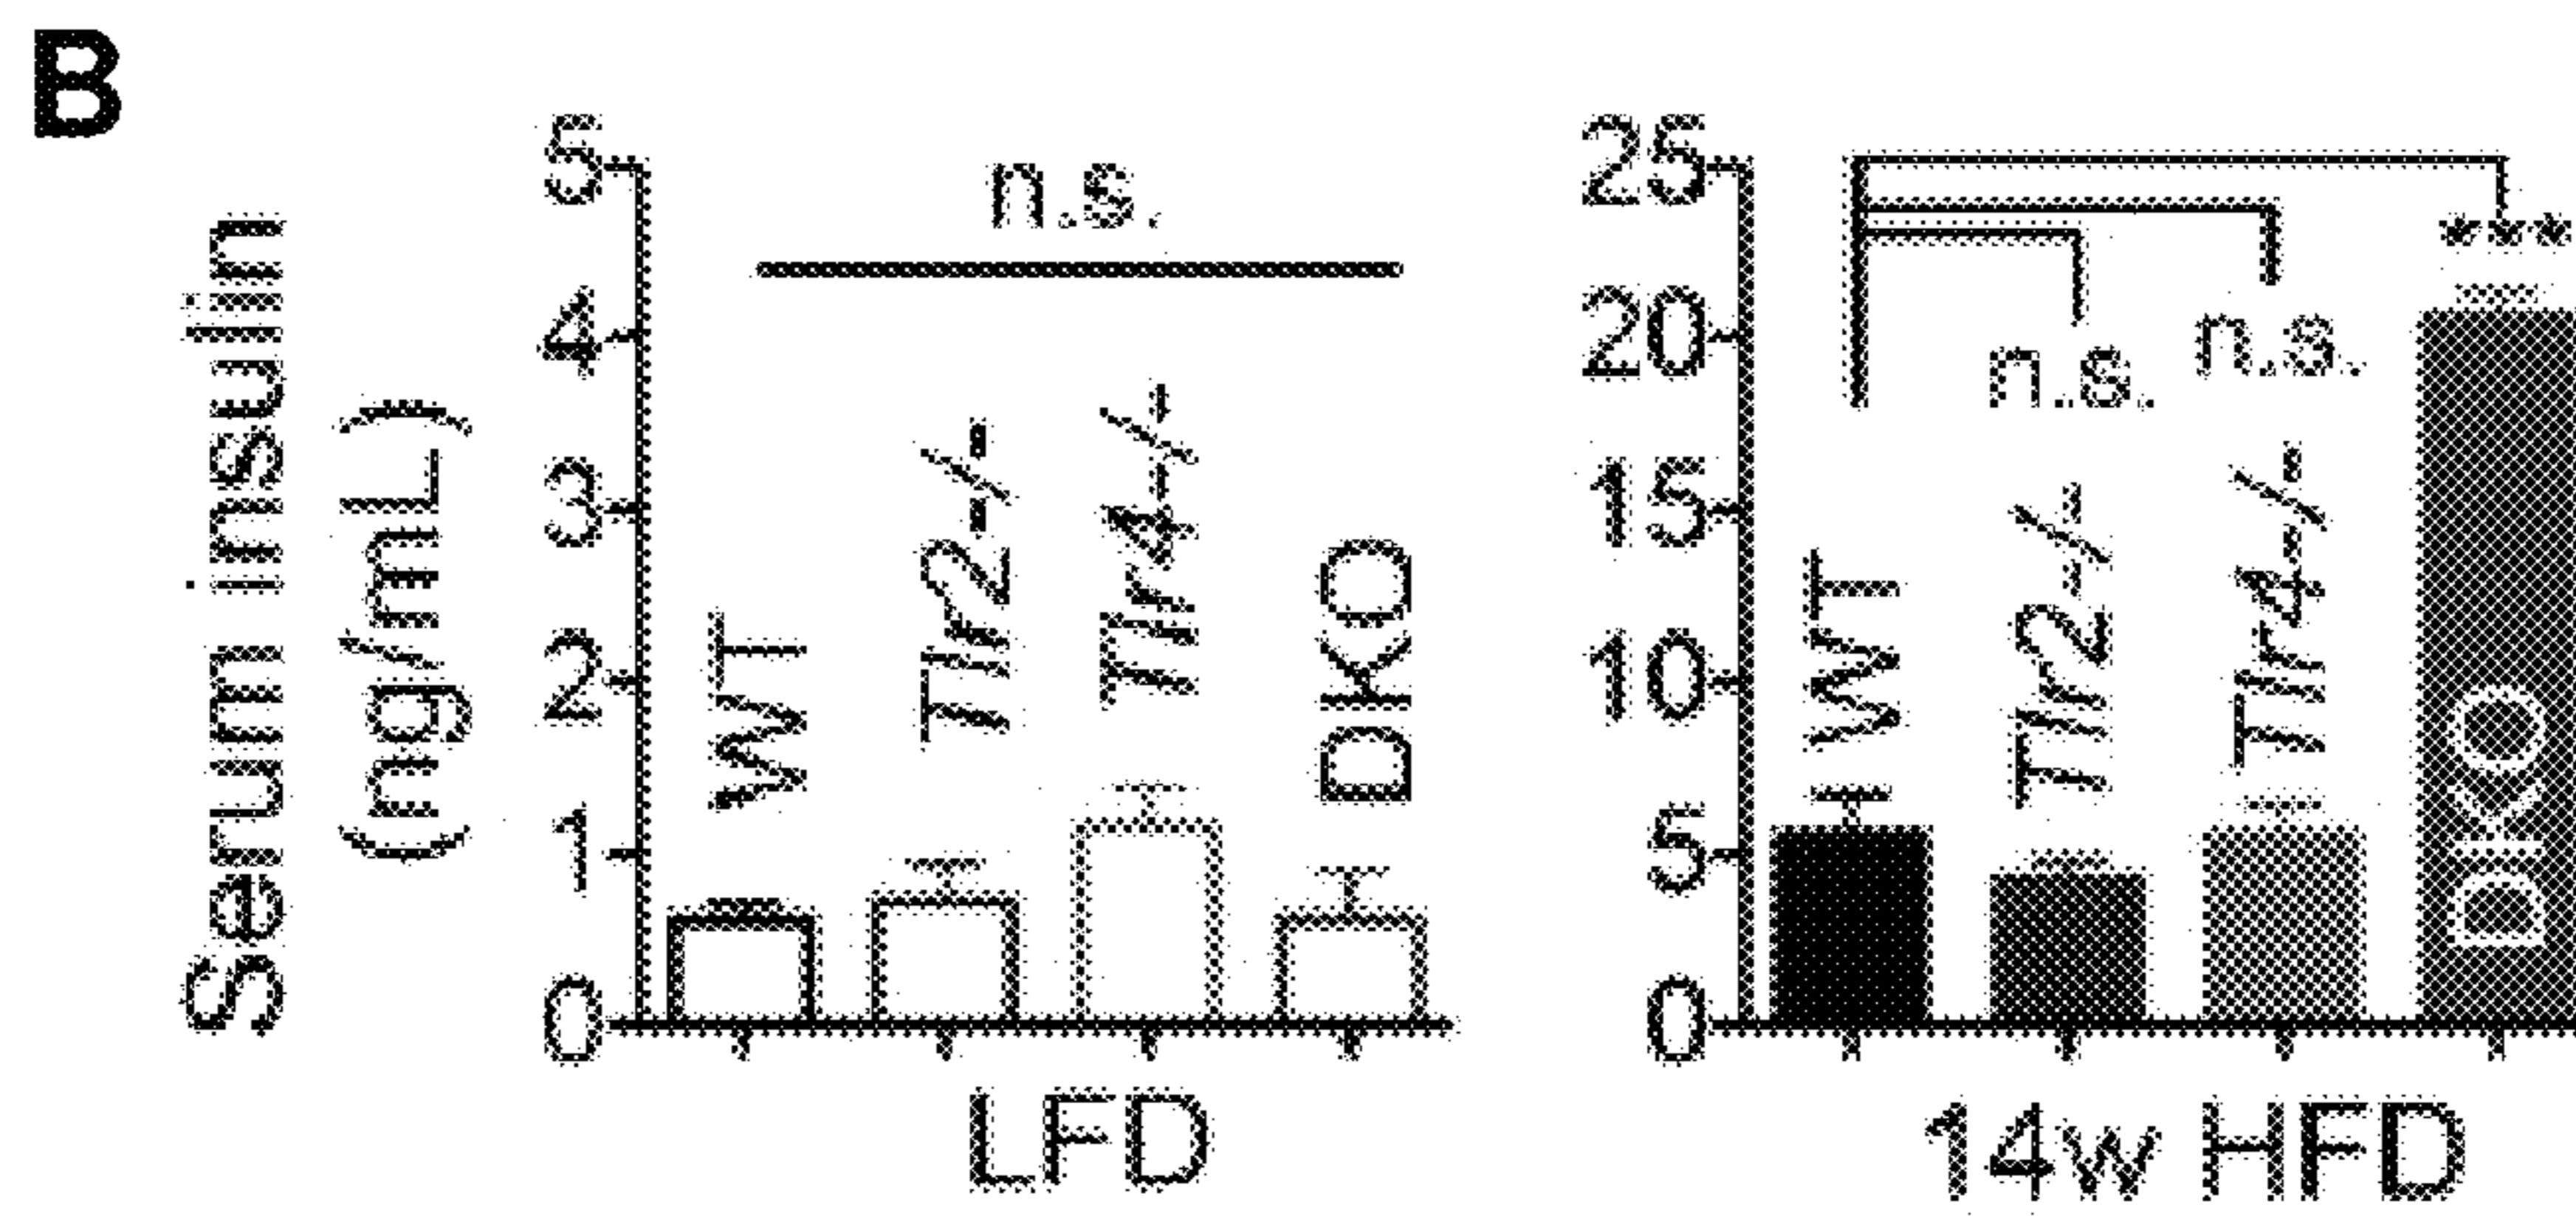 B
Serum insulin
(ng/mL)
5
4
3
2
1
0
n.s.
WT
Tlr2-/-
Tlr4-/-
DKO
LFD
25
20
15
10
5
0
***
n.s.
n.s.
WT
Tlr2-/-
Tlr4-/-
DKO
14w HFD